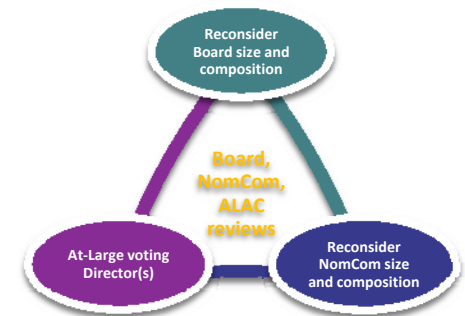 Reconsider
Board size and
composition
Board,
NomCom,
ALAC
reviews
At-Large voting
Director(s)
Reconsider
NomCom size
and composition